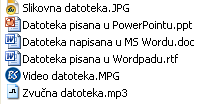 Slikovna datoteka.JPG
Datoteka pisana u PowerPointu.ppt
Datoteka napisana u MS Wordu.doc
Datoteka pisana u Wordpadu.rtf
Video datoteka.MPG
Zvučna datoteka.mp3